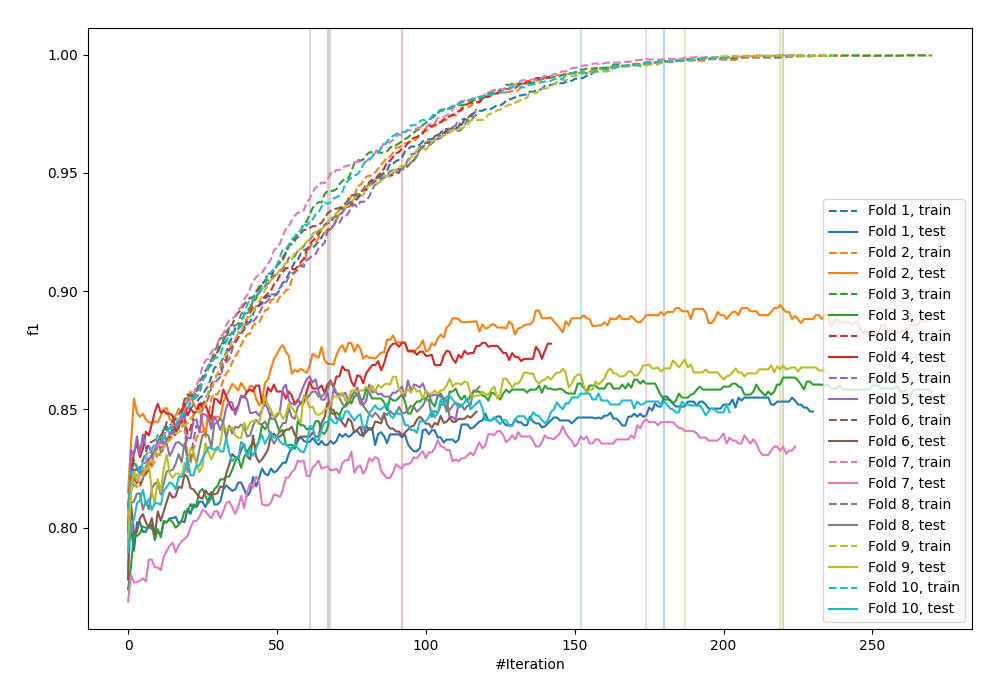 1.00
0.95
0.90
0.85
0.80
f1
0
50
100
150
200
250
#Iteration
Fold 1, train
Fold 1, test
Fold 2, train
Fold 2, test
Fold 3, train
Fold 3, test
Fold 4, train
Fold 4, test
Fold 5, train
Fold 5, test
Fold 6, train
Fold 6, test
Fold 7, train
Fold 7, test
Fold 8, train
Fold 8, test
Fold 9, train
Fold 9, test
Fold 10, train
Fold 10, test